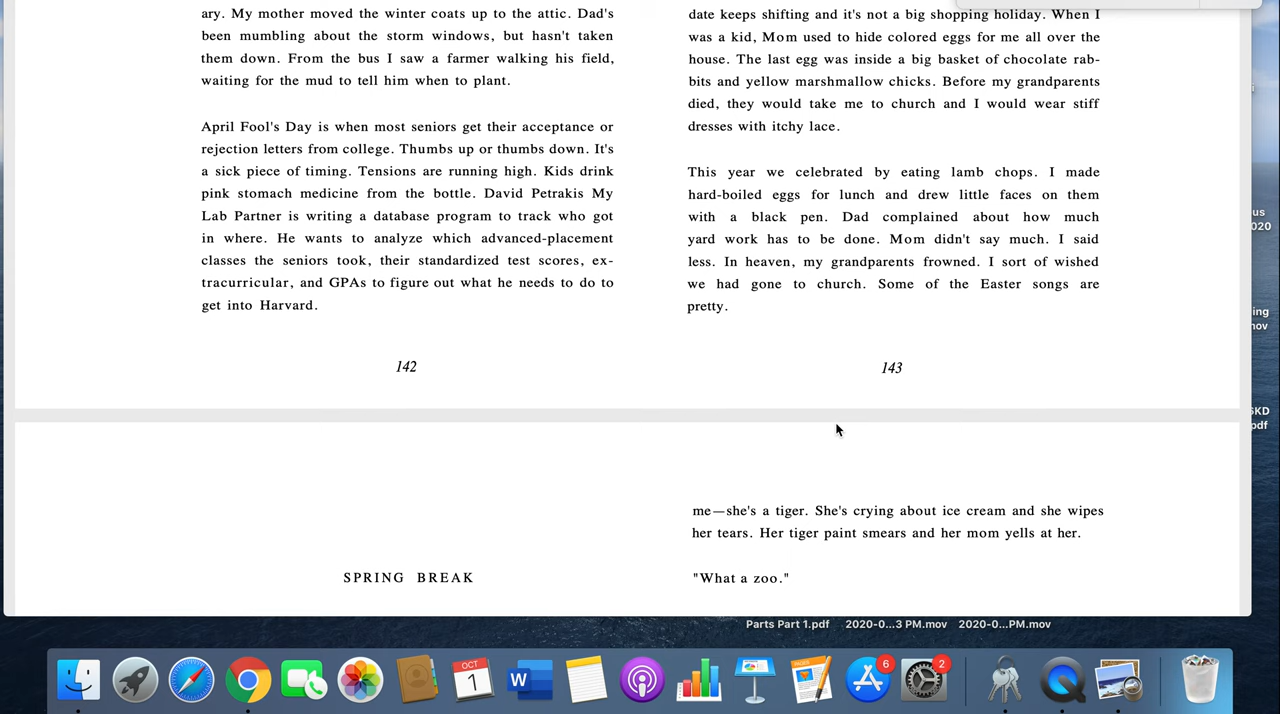 ary. My mother moved the winter coats up to the attic. Dad's
been mumbling about the storm windows, but hasn't taken
them down. From the bus I saw a farmer walking his field,
waiting for the mud to tell him when to plant.
April Fool's Day is when most seniors get their acceptance or
rejection letters from college. Thumbs up or thumbs down. It's
a sick piece of timing. Tensions are running high. Kids drink
pink stomach medicine from the bottle. David Petrakis My
Lab Partner is writing a database program to track who got
in where. He wants to analyze which advanced-placement
classes the seniors took, their standardized test scores, ex-
tracurricular, and GPAs to figure out what he needs to do to
get into Harvard.
142
date keeps shifting and it's not a big shopping holiday. When I
was a kid, Mom used to hide colored eggs for me all over the
house. The last egg was inside a big basket of chocolate rab-
bits and yellow marshmallow chicks. Before my grandparents
died, they would take me to church and I would wear stiff
dresses with itchy lace.
This year we celebrated by eating lamb chops. I made
hard-boiled eggs for lunch and drew little faces on them
with a black pen. Dad complained about how much
yard work has to be done. Mom didn't say much. I said
less. In heaven, my grandparents frowned. I sort of wished
we had gone to church. Some of the Easter songs are
pretty.
143
SPRING BREAK
me—she's a tiger. She's crying about ice cream and she wipes
her tears. Her tiger paint smears and her mom yells at her.
"What a zoo."
us
020
ing
nov
GKD
pdf
Parts Part 1.pdf
2020-0...3 PM.mov
2020-0...PM.mov
OCT
1
W
PAGES
6
2